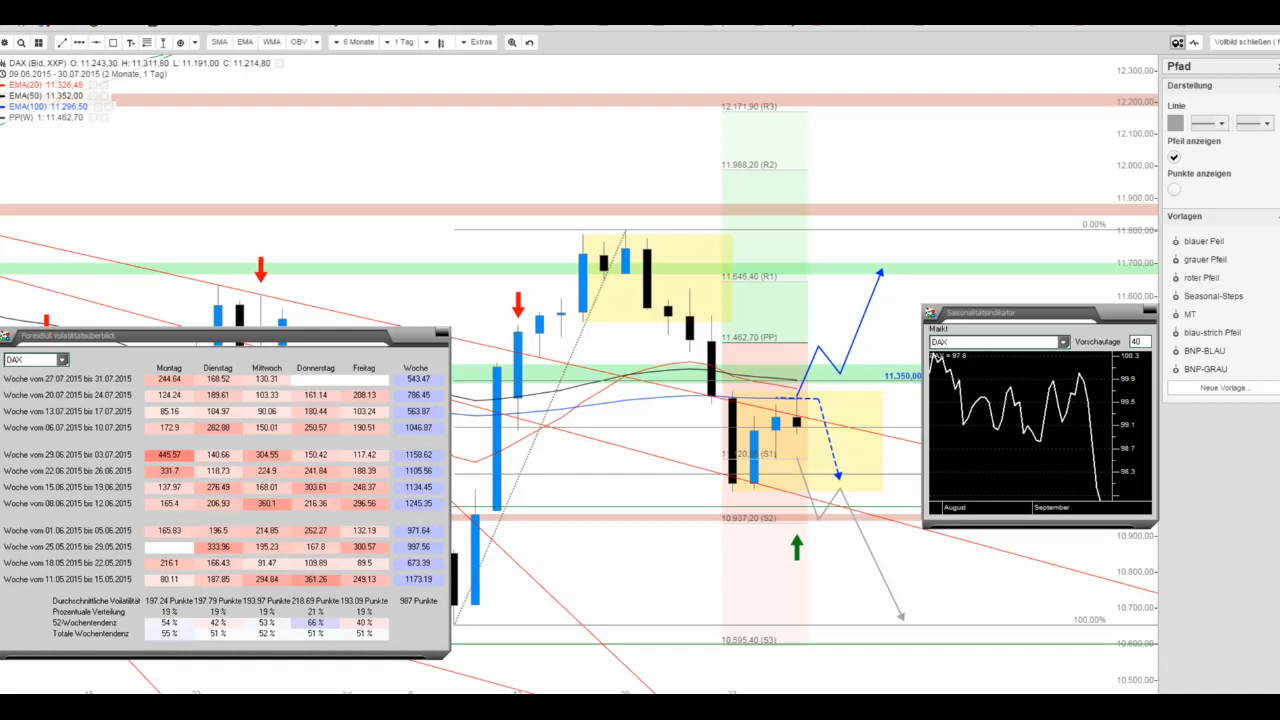 SMA EMA WMA OBV 6 Monate 1 Tag Extras Vollbild schließen ( f
DAX (Bid, XXP) O: 11.243,30 H: 11.311,80 L: 11.191,00 C: 11.214,80
09.06.2015 - 30.07.2015 (2 Monate, 1 Tag)
EMA(20) 11.326,48
EMA(50) 11.352,00
EMA(100) 11.296,50
PP(W) 1: 11.462,70
12.171,90 (R3)
11.988,20 (R2)
0.00%
11.646,40 (R1)
11.462,70 (PP)
11.350,00
10.937,20 (S2)
100.00%
10.595,40 (S3)
12.300,00
12.200,00
12.100,00
12.000,00
11.900,00
11.800,00
11.700,00
11.600,00
10.900,00
10.800,00
10.700,00
10.600,00
10.500,00
Pfad
Darstellung
Linie
Pfeil anzeigen
Punkte anzeigen
Vorlagen
blauer Peil
grauer Pfeil
roter Pfeil
Seasonal-Steps
MT
blau-strich Pfeil
BNP-BLAU
BNP-GRAU
Neue Vorlage...
ForexBull Volatilitätsüberblick
DAX
Montag Dienstag Mittwoch Donnerstag Freitag Woche
Woche vom 27.07.2015 bis 31.07.2015 244.64 168.52 130.31 543.47
Woche vom 20.07.2015 bis 24.07.2015 124.24 189.61 103.33 161.14 208.13 786.45
Woche vom 13.07.2015 bis 17.07.2015 85.16 104.97 90.06 180.44 103.24 563.87
Woche vom 06.07.2015 bis 10.07.2015 172.9 282.88 150.01 250.57 190.51 1046.87
Woche vom 29.06.2015 bis 03.07.2015 445.57 140.66 304.55 150.42 117.42 1158.62
Woche vom 22.06.2015 bis 26.06.2015 331.7 118.73 224.9 241.84 188.39 1105.56
Woche vom 15.06.2015 bis 19.06.2015 137.97 276.49 168.01 303.61 248.37 1134.45
Woche vom 08.06.2015 bis 12.06.2015 165.4 206.93 360.1 216.36 296.56 1245.35
Woche vom 01.06.2015 bis 05.06.2015 165.83 196.5 214.85 262.27 132.19 971.64
Woche vom 25.05.2015 bis 29.05.2015 333.96 195.23 167.8 300.57 997.56
Woche vom 18.05.2015 bis 22.05.2015 216.1 166.43 91.47 109.89 89.5 673.39
Woche vom 11.05.2015 bis 15.05.2015 80.11 187.85 294.84 361.26 249.13 1173.19
Durchschnittliche Volatilität 197.24 Punkte 197.79 Punkte 193.97 Punkte 218.69 Punkte 193.09 Punkte 987 Punkte
Prozentuale Verteilung 19 % 19 % 19 % 21 % 19 %
52-Wochentendenz 54 % 42 % 53 % 66 % 40 %
Totale Wochentendenz 55 % 51 % 52 % 51 % 51 %
Saisonalitätsindikator
Markt
DAX Vorschautage 40
DAX = 97.8
100.3
99.9
99.5
99.1
98.7
98.3
August September